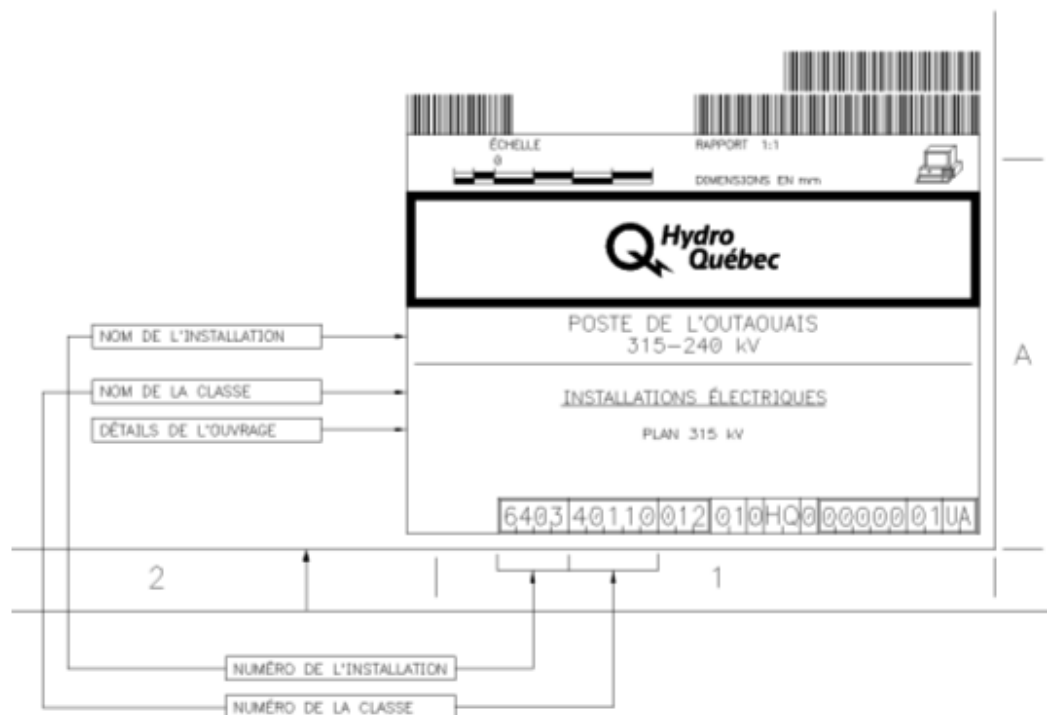 ÉCHELLE
0
RAPPORT 1:1
DIMENSIONS EN mm
Hydro
Québec
POSTE DE L'OUTAOUAIS
315-240 kV
INSTALLATIONS ÉLECTRIQUES
PLAN 315 kV
6403 40110 012 010 HQ 0 00000 01 UA
NOM DE L'INSTALLATION
NOM DE LA CLASSE
DÉTAILS DE L'OUVRAGE
A
2
1
NUMÉRO DE L'INSTALLATION
NUMÉRO DE LA CLASSE